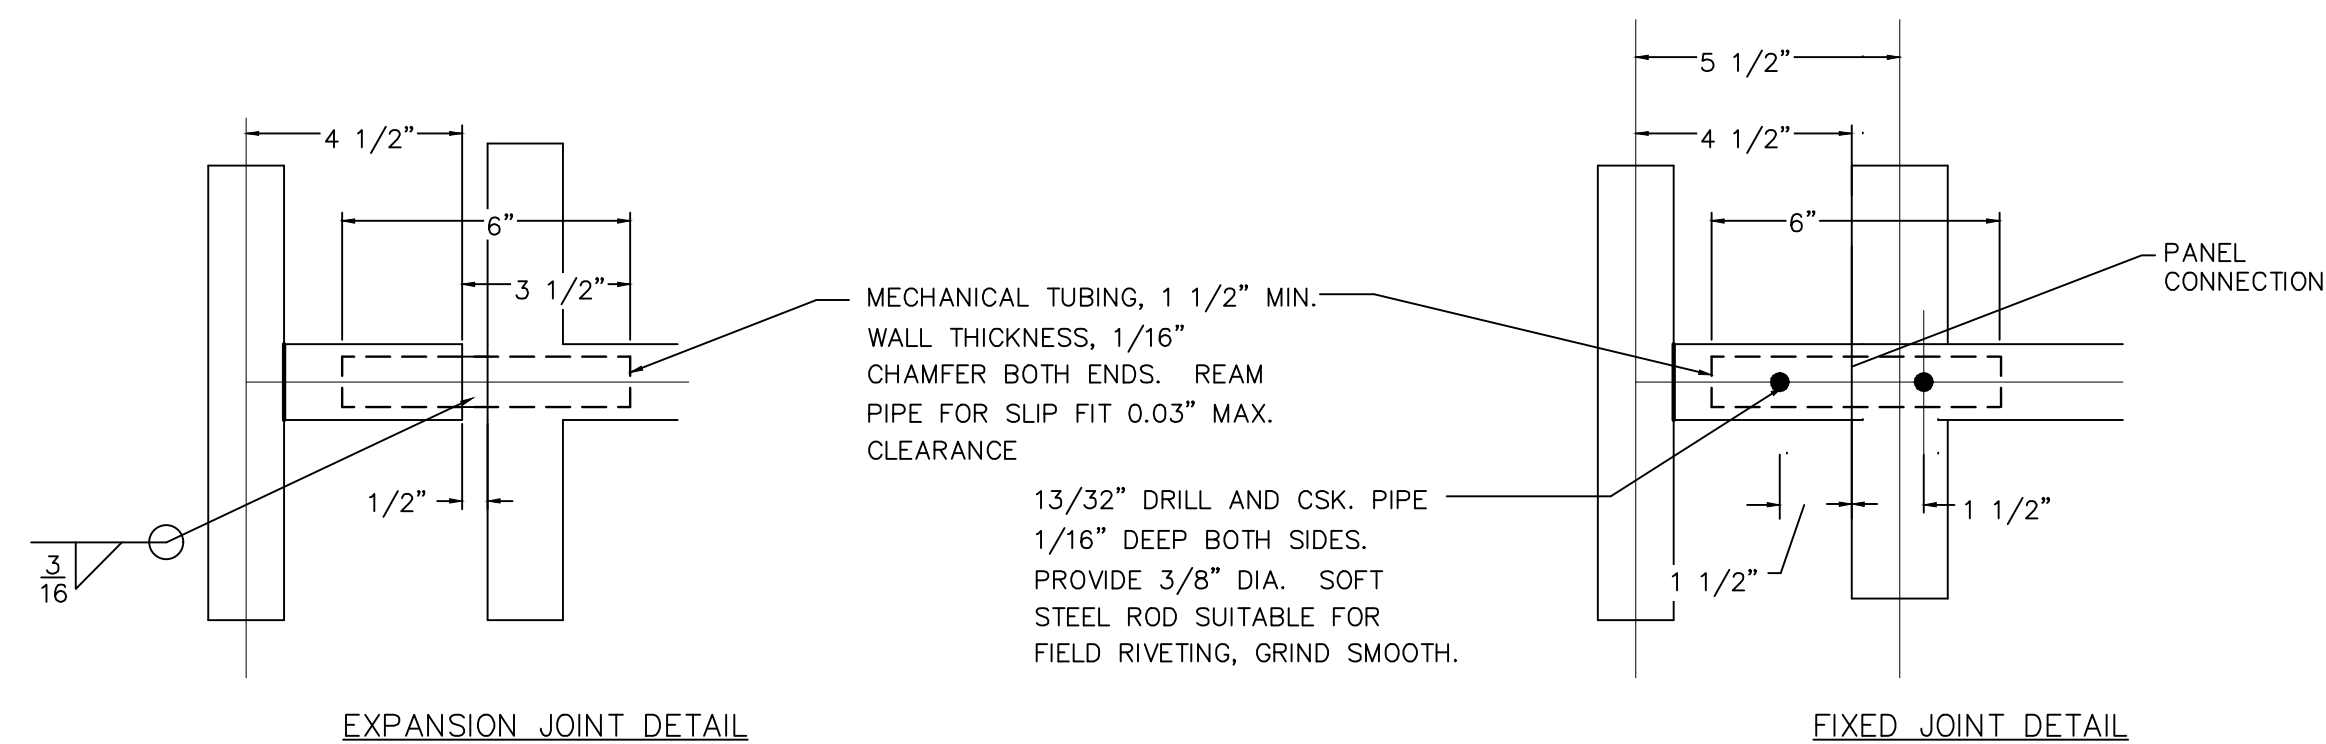 5 1/2”
4 1/2”
4 1/2”
6”
6”
3 1/2”
PANEL
CONNECTION
MECHANICAL TUBING, 1 1/2” MIN.
WALL THICKNESS, 1/16”
CHAMFER BOTH ENDS. REAM
PIPE FOR SLIP FIT 0.03” MAX.
CLEARANCE
1/2”
13/32” DRILL AND CSK. PIPE
1/16” DEEP BOTH SIDES.
PROVIDE 3/8” DIA. SOFT
STEEL ROD SUITABLE FOR
FIELD RIVETING, GRIND SMOOTH.
1 1/2”
1 1/2”
3
16
EXPANSION JOINT DETAIL
FIXED JOINT DETAIL